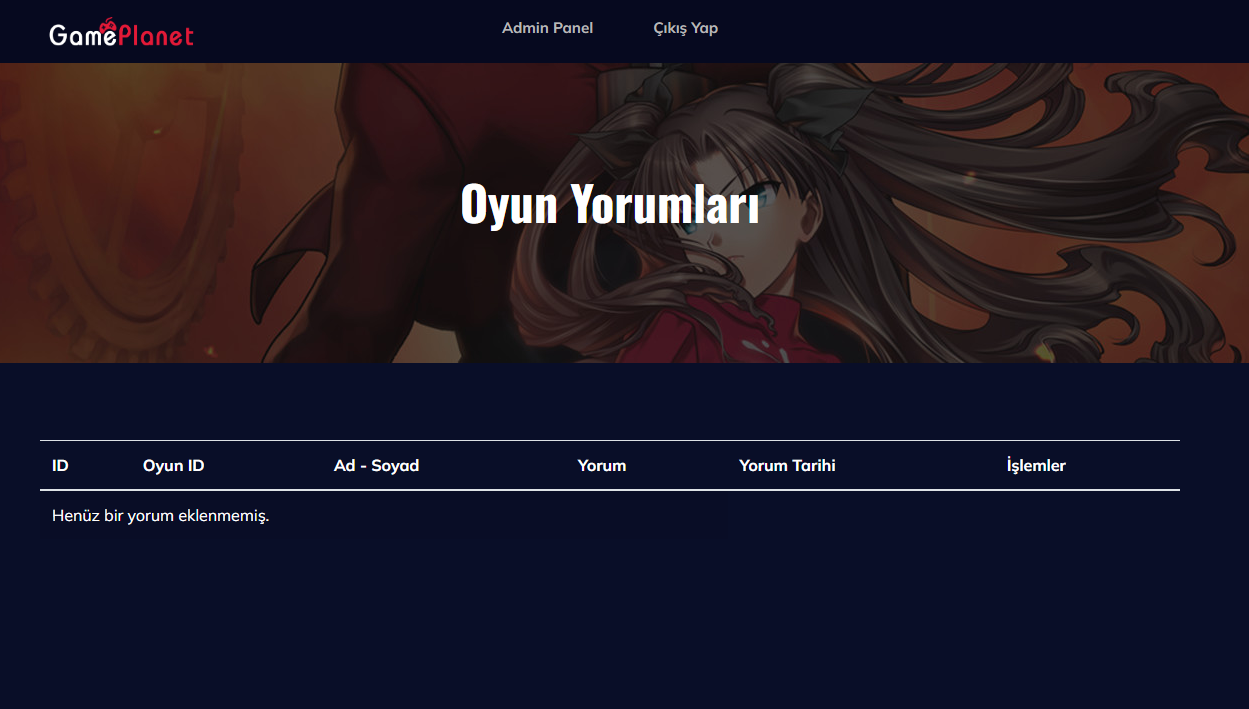 GamePlanet
Admin Panel Çıkış Yap
Oyun Yorumları
ID Oyun ID Ad - Soyad Yorum Yorum Tarihi İşlemler
Henüz bir yorum eklenmemiş.